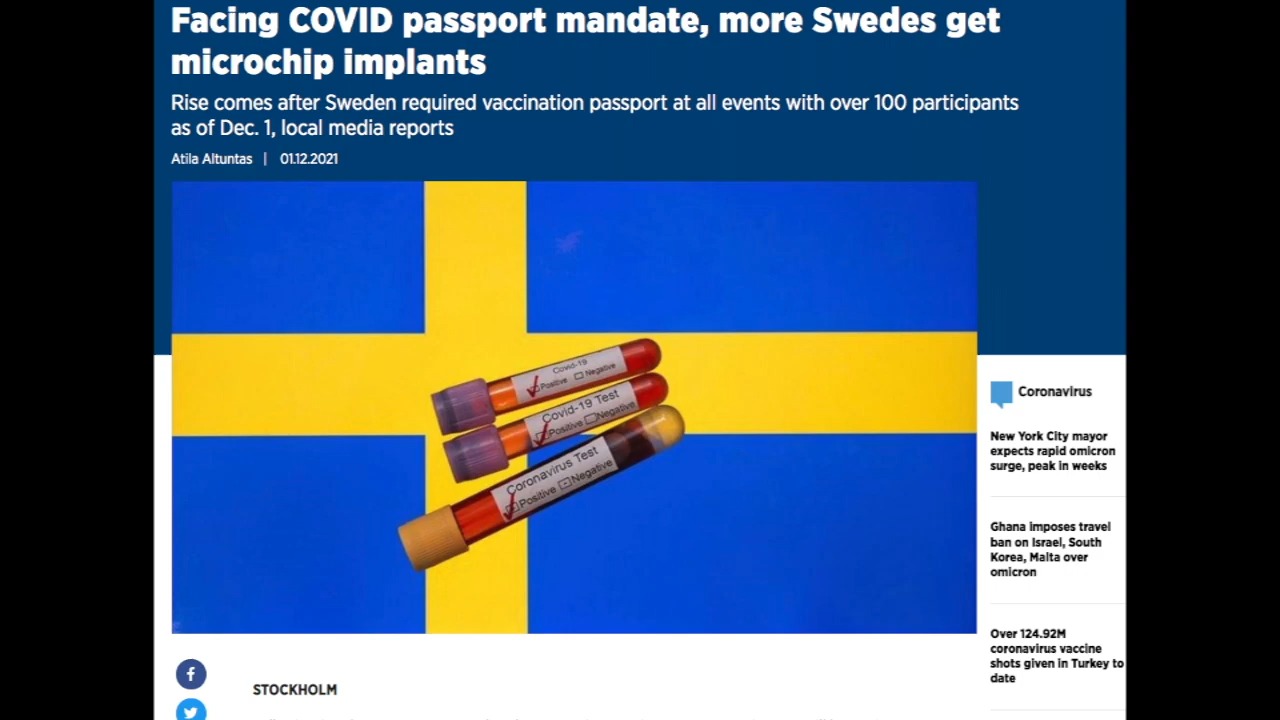 Facing COVID passport mandate, more Swedes get
microchip implants
Rise comes after Sweden required vaccination passport at all events with over 100 participants
as of Dec. 1, local media reports
Atila Altuntas | 01.12.2021
Covid-19
Positive Negative
Covid-19 Test
Positive Negative
Coronavirus Test
Positive Negative
Coronavirus
New York City mayor
expects rapid omicron
surge, peak in weeks
Ghana imposes travel
ban on Israel, South
Korea, Malta over
omicron
Over 124.92M
coronavirus vaccine
shots given in Turkey to
date
STOCKHOLM